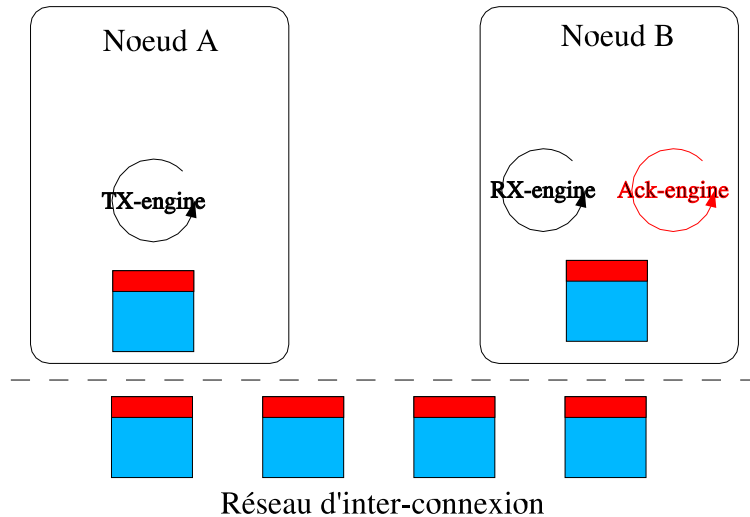 Noeud A
Noeud B
TX-engine
RX-engine
Ack-engine
Réseau d'inter-connexion